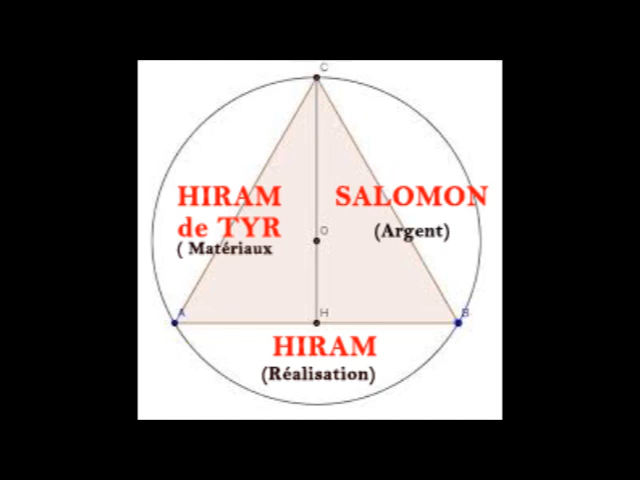 C
HIRAM
de TYR
( Matériaux
SALOMON
(Argent)
O
A
H
B
HIRAM
(Réalisation)